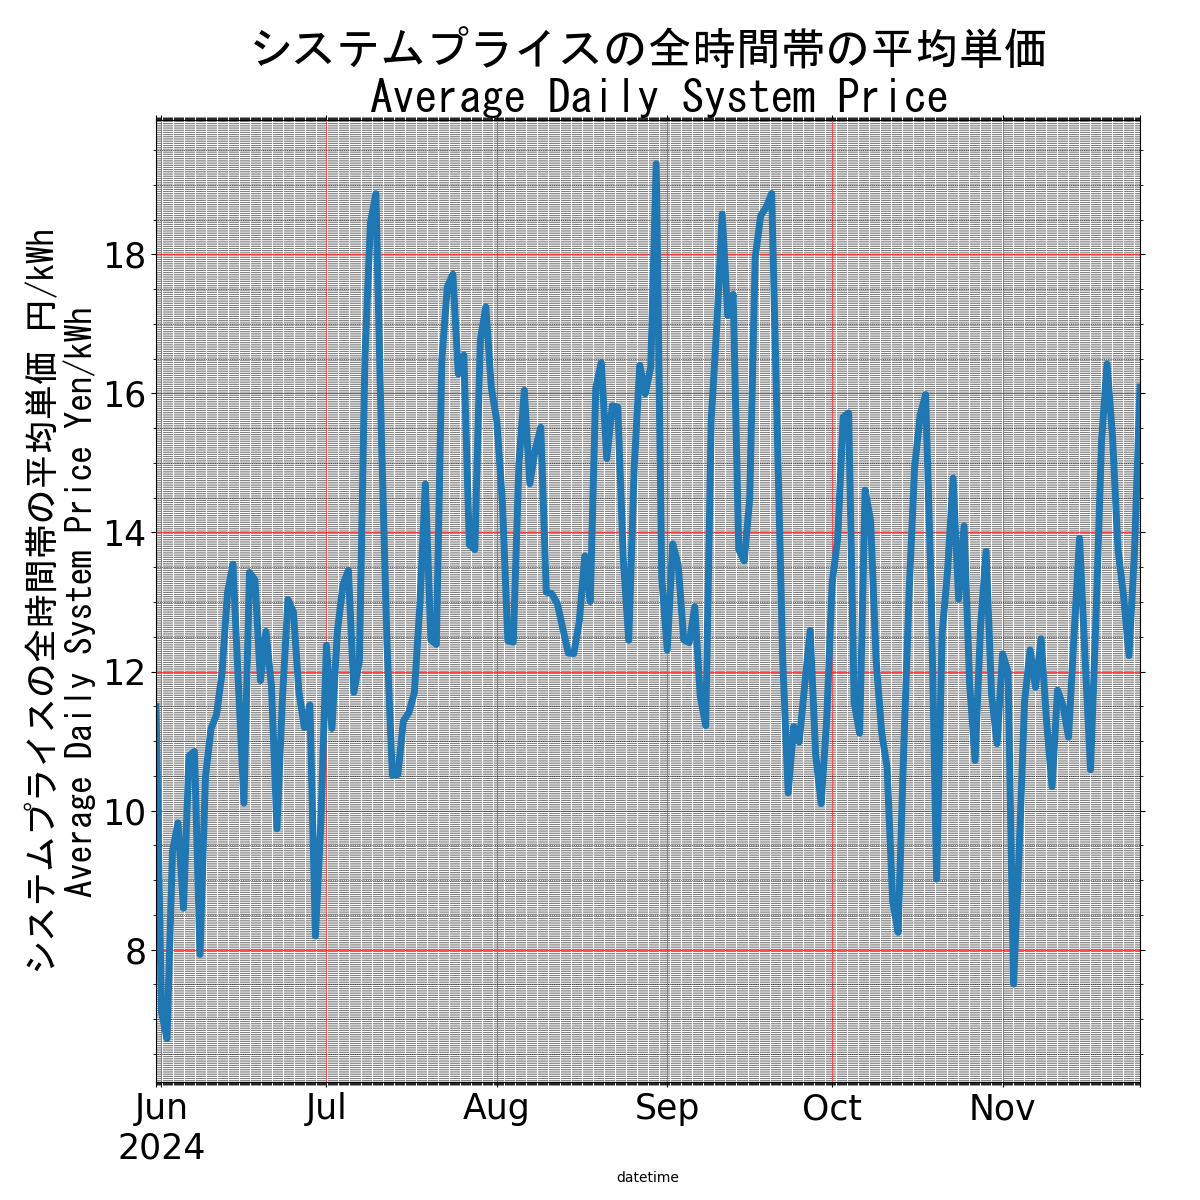 システムプライスの全時間帯の平均単価
Average Daily System Price
システムプライスの全時間帯の平均単価 円/kWh
Average Daily System Price Yen/kWh
18
16
14
12
10
8
Jun
2024
Jul
Aug
Sep
Oct
Nov
datetime